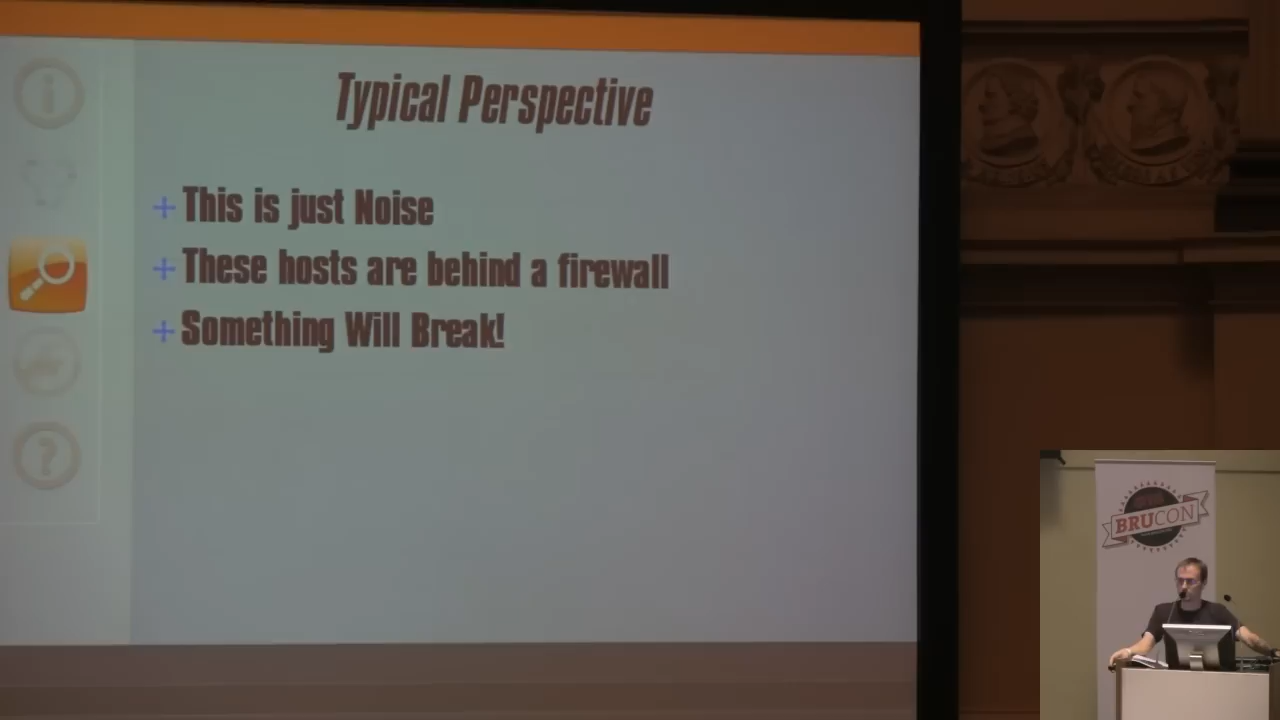 Typical Perspective
+ This is just Noise
+ These hosts are behind a firewall
+ Something Will Break!
i
?
BRUCON